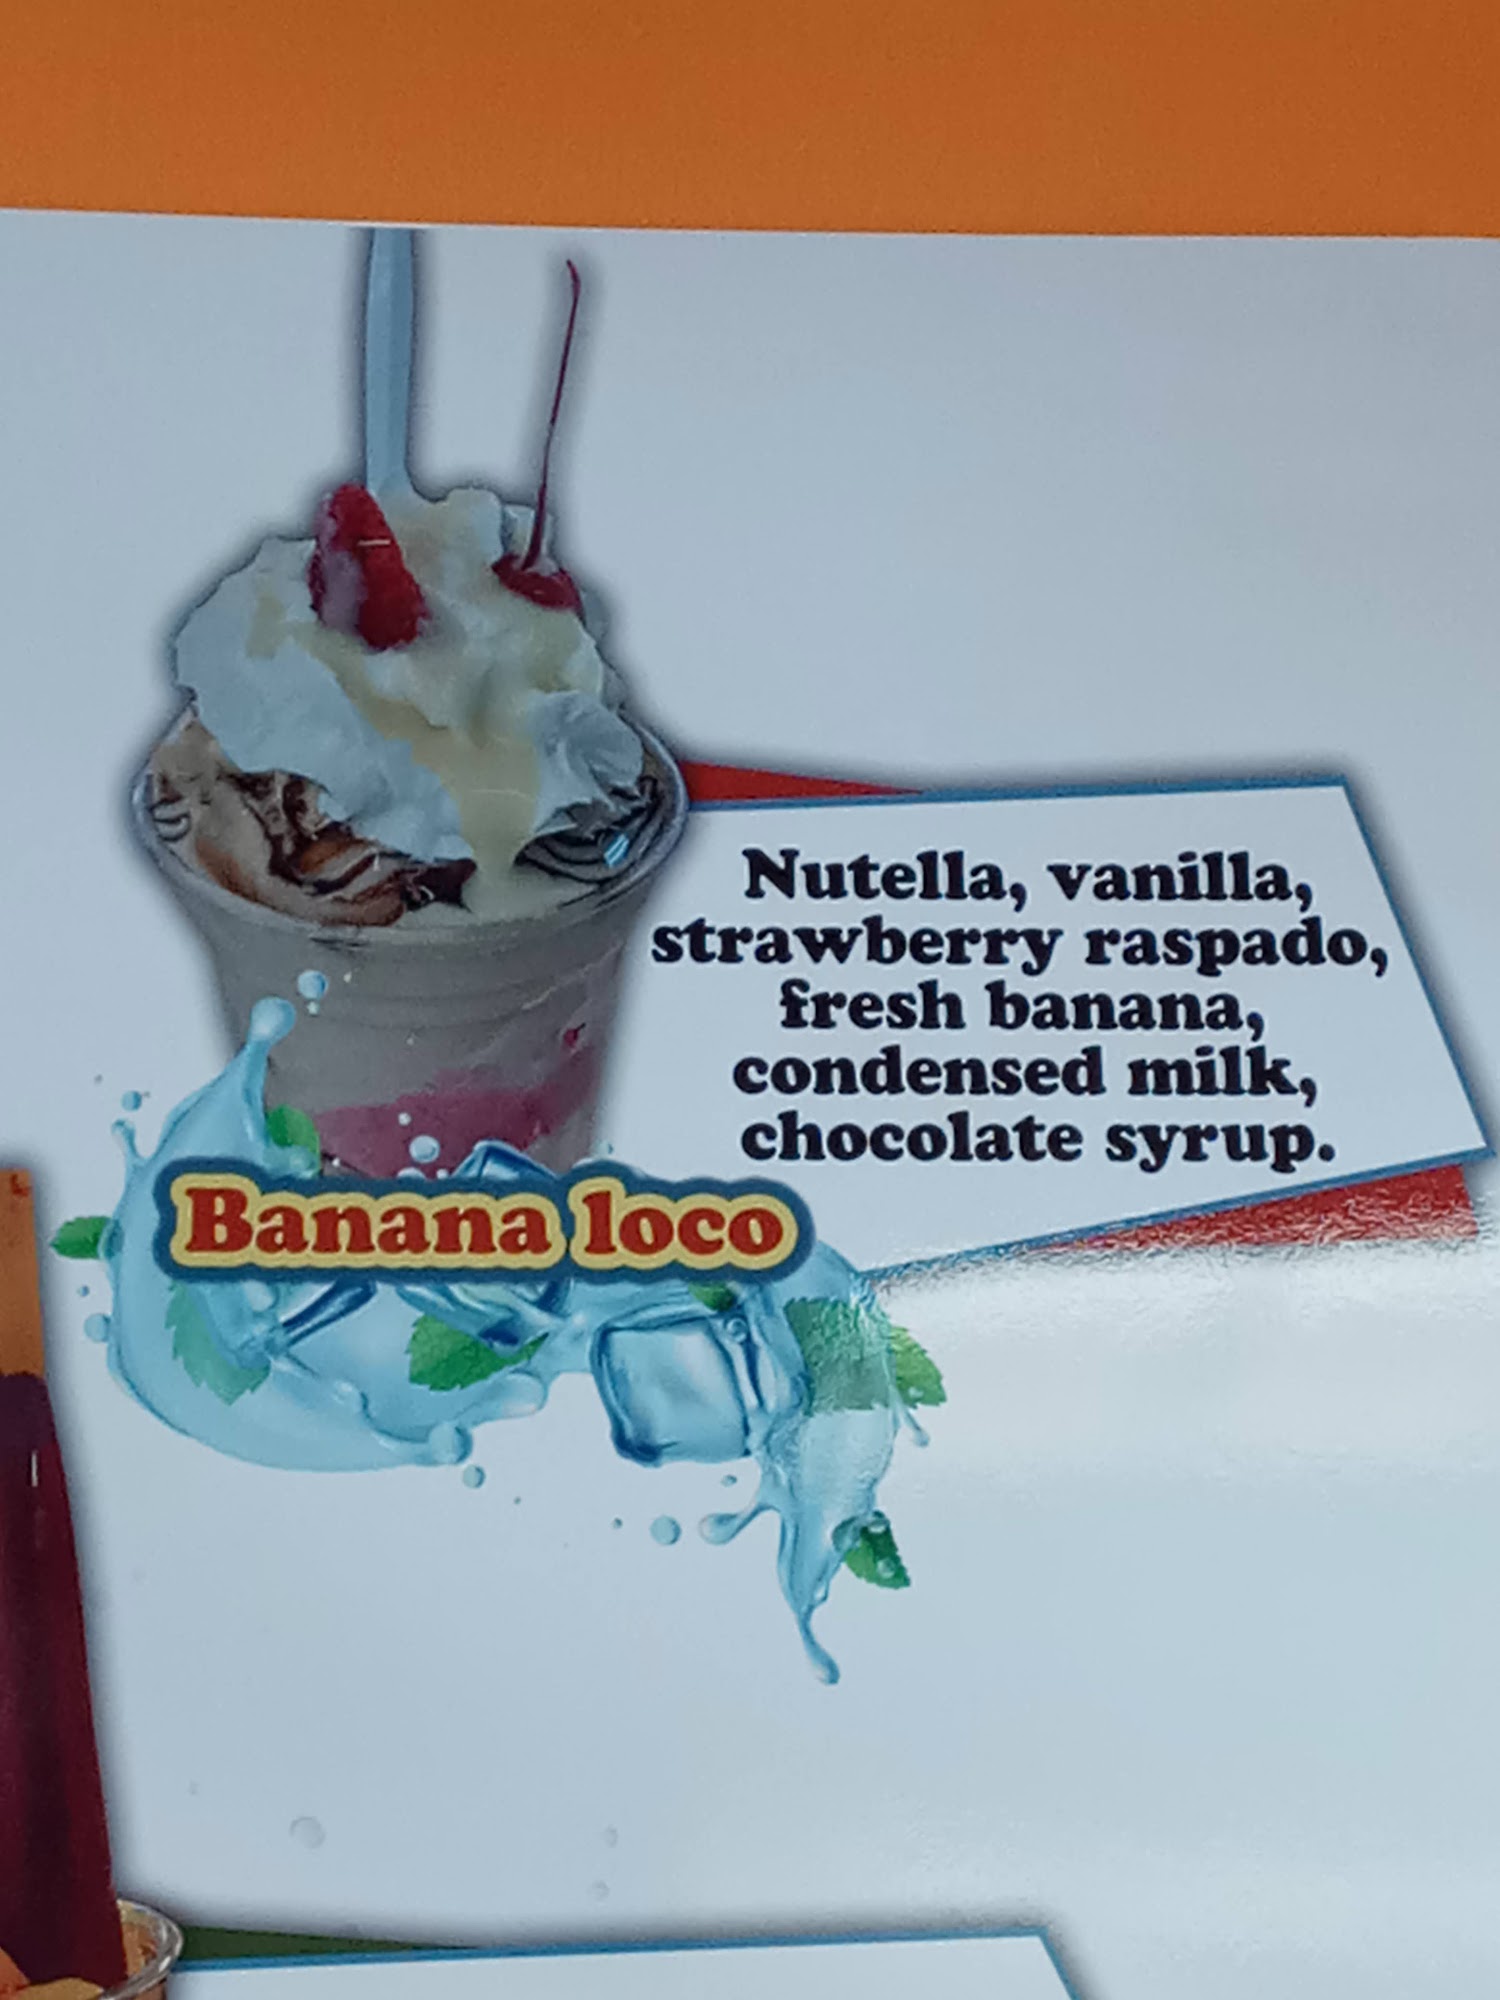 Nutella, vanilla,
strawberry raspado,
fresh banana,
condensed milk,
chocolate syrup.
Banana loco